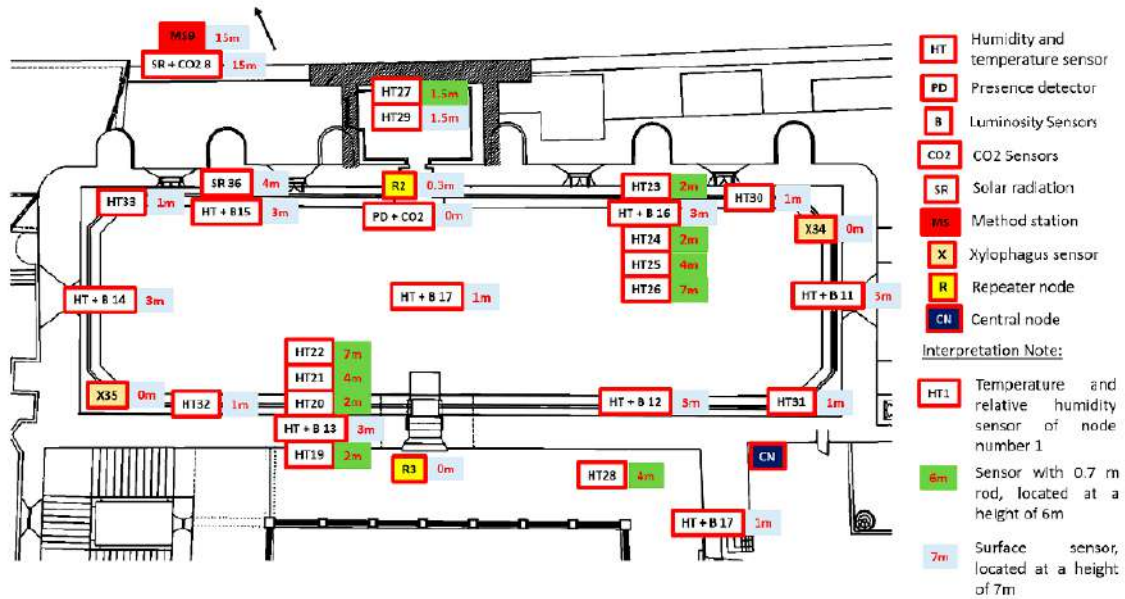 MS9 15m
SR + CO2 8 15m
HT27 1.5m
HT29 1.5m
SR 36 4m
R2 0.3m
HT23 2m
HT33 1m
HT + B15 3m
PD + CO2 0m
HT + B 16 3m
HT30 1m
HT24 2m
X34 0m
HT25 4m
HT26 7m
HT + B 14 3m
HT + B 17 1m
HT + B 11 3m
HT22 7m
HT21 4m
HT20 2m
X35 0m
HT32 1m
HT + B 12 3m
HT31 1m
HT + B 13 3m
HT19 2m
R3 0m
HT28 4m
CN
HT + B 17 1m
HT Humidity and
temperature sensor
PD Presence detector
B Luminosity Sensors
CO2 CO2 Sensors
SR Solar radiation
MS Method station
X Xylophagus sensor
R Repeater node
CN Central node
Interpretation Note:
HT1 Temperature and
relative humidity
sensor of node
number 1
6m Sensor with 0.7 m
rod, located at a
height of 6m
7m Surface sensor,
located at a height
of 7m